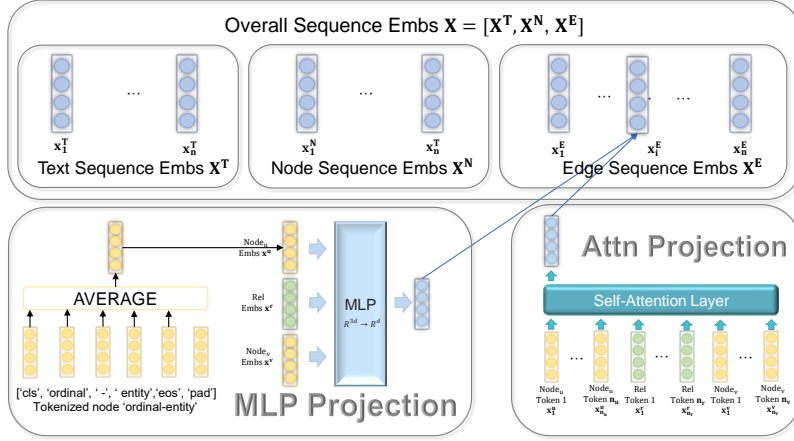 Overall Sequence Embs X = [X^T, X^N, X^E]
... ... ... ...
x_1^T x_n^T x_1^N x_n^T x_1^E x_i^E x_n^E
Text Sequence Embs X^T Node Sequence Embs X^N Edge Sequence Embs X^E
Node_u
Embs x^u
AVERAGE
Rel
Embs x^r
MLP
R^{3d} → R^d
Node_v
Embs x^v
['cls', 'ordinal', ' -', ' entity','eos', 'pad']
Tokenized node 'ordinal-entity'
MLP Projection
Attn Projection
Self-Attention Layer
... ... ...
Node_u Node_u Rel Rel Node_v Node_v
Token 1 Token n_u Token 1 Token n_r Token 1 Token n_v
x_1^u x_{n_u}^u x_1^r x_{n_r}^r x_1^v x_{n_v}^v